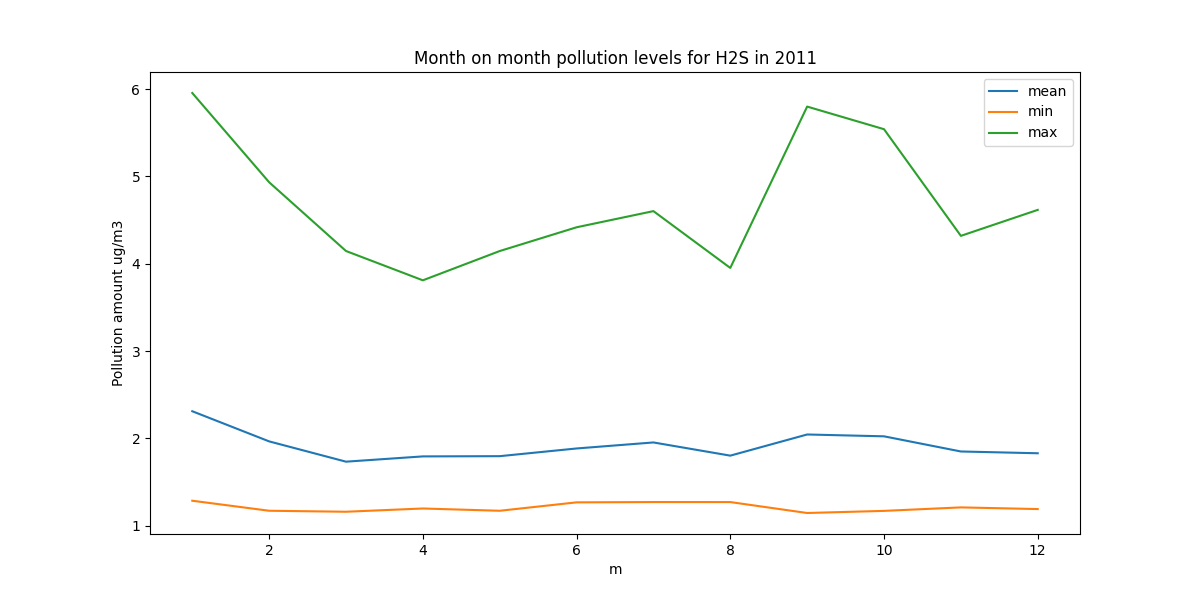 Month on month pollution levels for H2S in 2011
mean
min
max
Pollution amount ug/m3
6
5
4
3
2
1
2
4
6
8
10
12
m